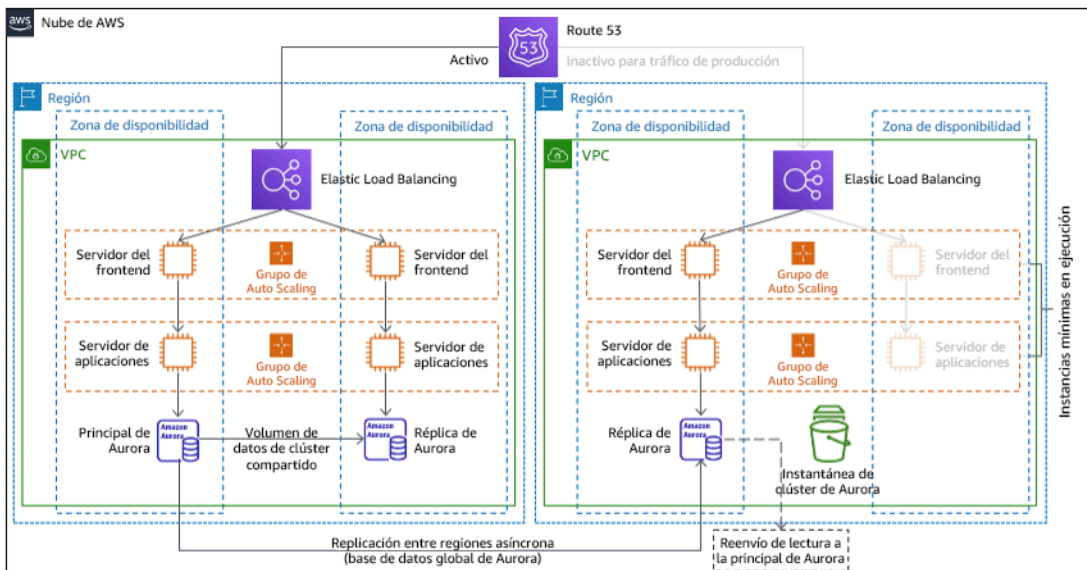 aws
Nube de AWS
Route 53
53
Activo
Inactivo para tráfico de producción
Región
Zona de disponibilidad
Zona de disponibilidad
VPC
Elastic Load Balancing
Servidor del
frontend
Grupo de
Auto Scaling
Servidor del
frontend
Servidor de
aplicaciones
Grupo de
Auto Scaling
Servidor de
aplicaciones
Principal de
Aurora
Amazon
Aurora
Volumen de
datos de clúster
compartido
Amazon
Aurora
Réplica de
Aurora
Región
Zona de disponibilidad
Zona de disponibilidad
VPC
Elastic Load Balancing
Servidor del
frontend
Grupo de
Auto Scaling
Servidor del
frontend
Servidor de
aplicaciones
Grupo de
Auto Scaling
Servidor de
aplicaciones
Instancias mínimas en ejecución
Réplica de
Aurora
Amazon
Aurora
Instantánea de
clúster de Aurora
Replicación entre regiones asíncrona
(base de datos global de Aurora)
Reenvío de lectura a
la principal de Aurora